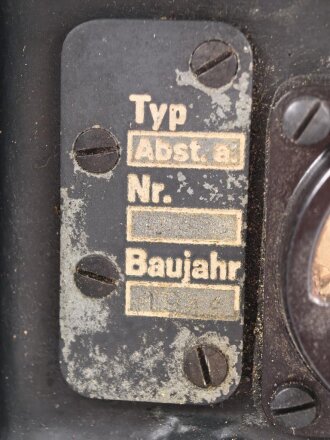 Typ
Abst. a.
Nr.
Baujahr